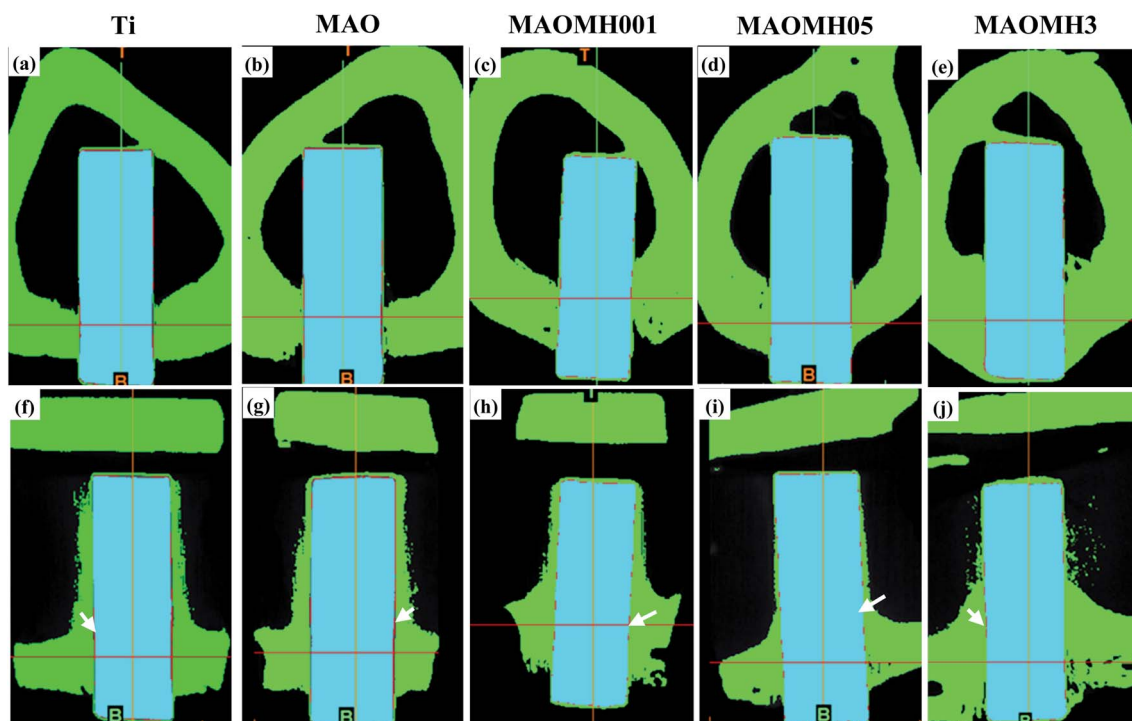 Ti MAO MAOMH001 MAOMH05 MAOMH3
(a) (b) (c) T (d) (e)
B B B
(f) (g) (h) (i) (j)
B B B B